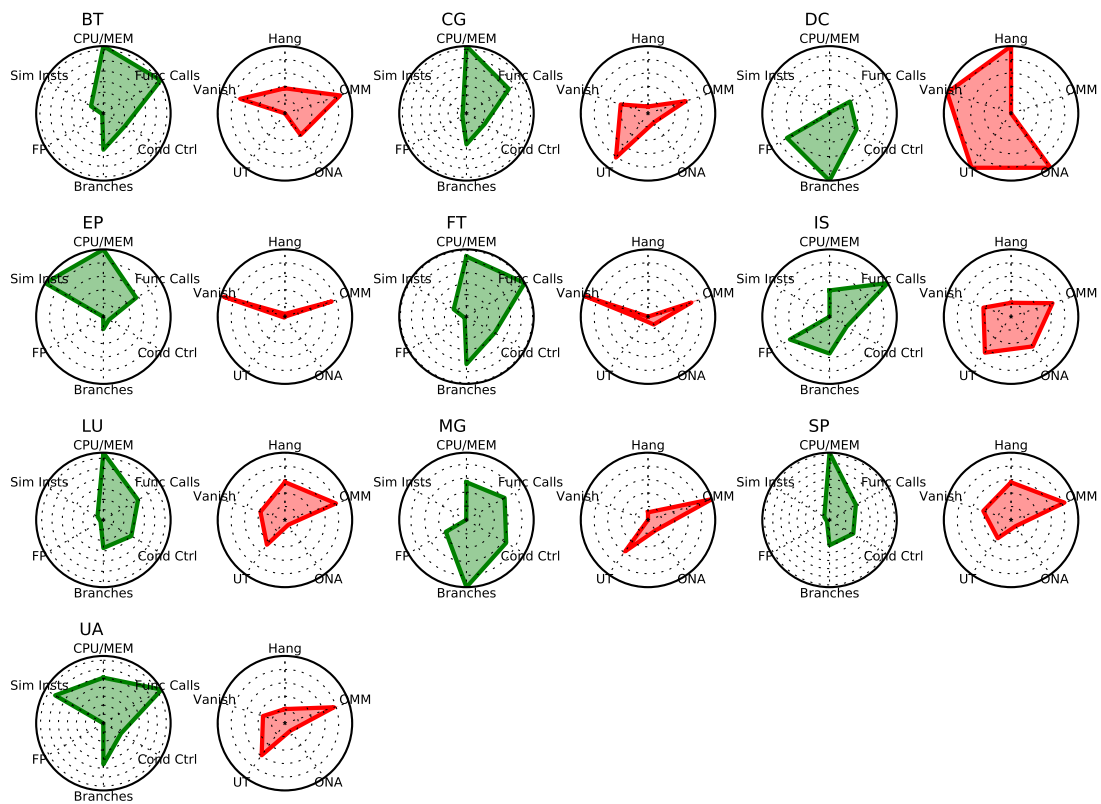 BT CG DC
CPU/MEM Hang CPU/MEM Hang CPU/MEM Hang
Sim Insts Func Calls Vanish OMM Sim Insts Func Calls Vanish OMM Sim Insts Func Calls Vanish OMM
FP Cond Ctrl UT ONA FP Cond Ctrl UT ONA FP Cond Ctrl UT ONA
Branches Branches Branches
EP FT IS
CPU/MEM Hang CPU/MEM Hang CPU/MEM Hang
Sim Insts Func Calls Vanish OMM Sim Insts Func Calls Vanish OMM Sim Insts Func Calls Vanish OMM
FP Cond Ctrl UT ONA FP Cond Ctrl UT ONA FP Cond Ctrl UT ONA
Branches Branches Branches
LU MG SP
CPU/MEM Hang CPU/MEM Hang CPU/MEM Hang
Sim Insts Func Calls Vanish OMM Sim Insts Func Calls Vanish OMM Sim Insts Func Calls Vanish OMM
FP Cond Ctrl UT ONA FP Cond Ctrl UT ONA FP Cond Ctrl UT ONA
Branches Branches Branches
UA
CPU/MEM Hang
Sim Insts Func Calls Vanish OMM
FP Cond Ctrl UT ONA
Branches